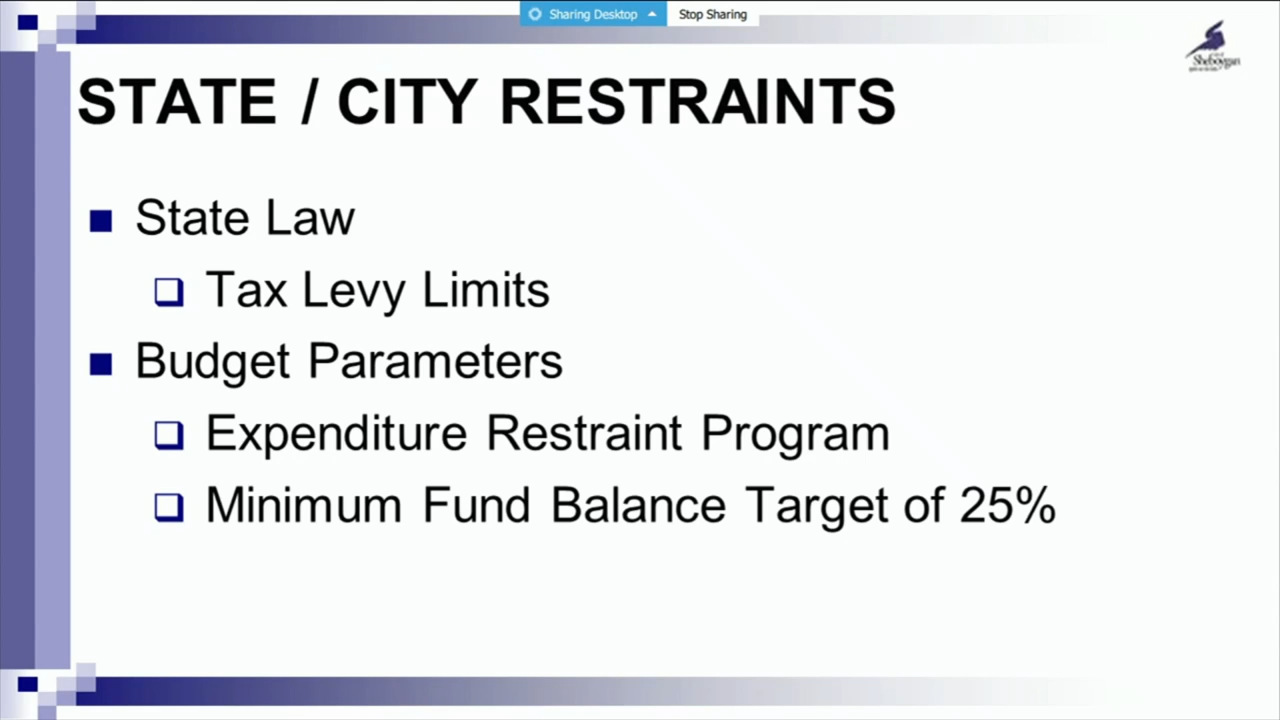 Sharing Desktop Stop Sharing
Sheboygan
STATE / CITY RESTRAINTS
State Law
Tax Levy Limits
Budget Parameters
Expenditure Restraint Program
Minimum Fund Balance Target of 25%